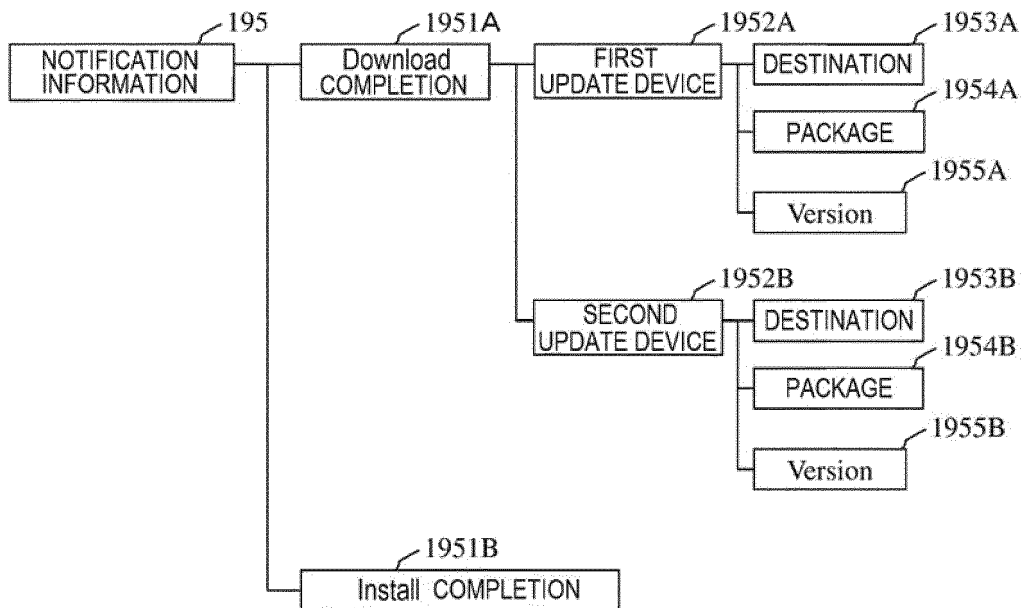 195
NOTIFICATION
INFORMATION
1951A
Download
COMPLETION
1952A
FIRST
UPDATE DEVICE
1953A
DESTINATION
1954A
PACKAGE
1955A
Version
1952B
SECOND
UPDATE DEVICE
1953B
DESTINATION
1954B
PACKAGE
1955B
Version
1951B
Install COMPLETION